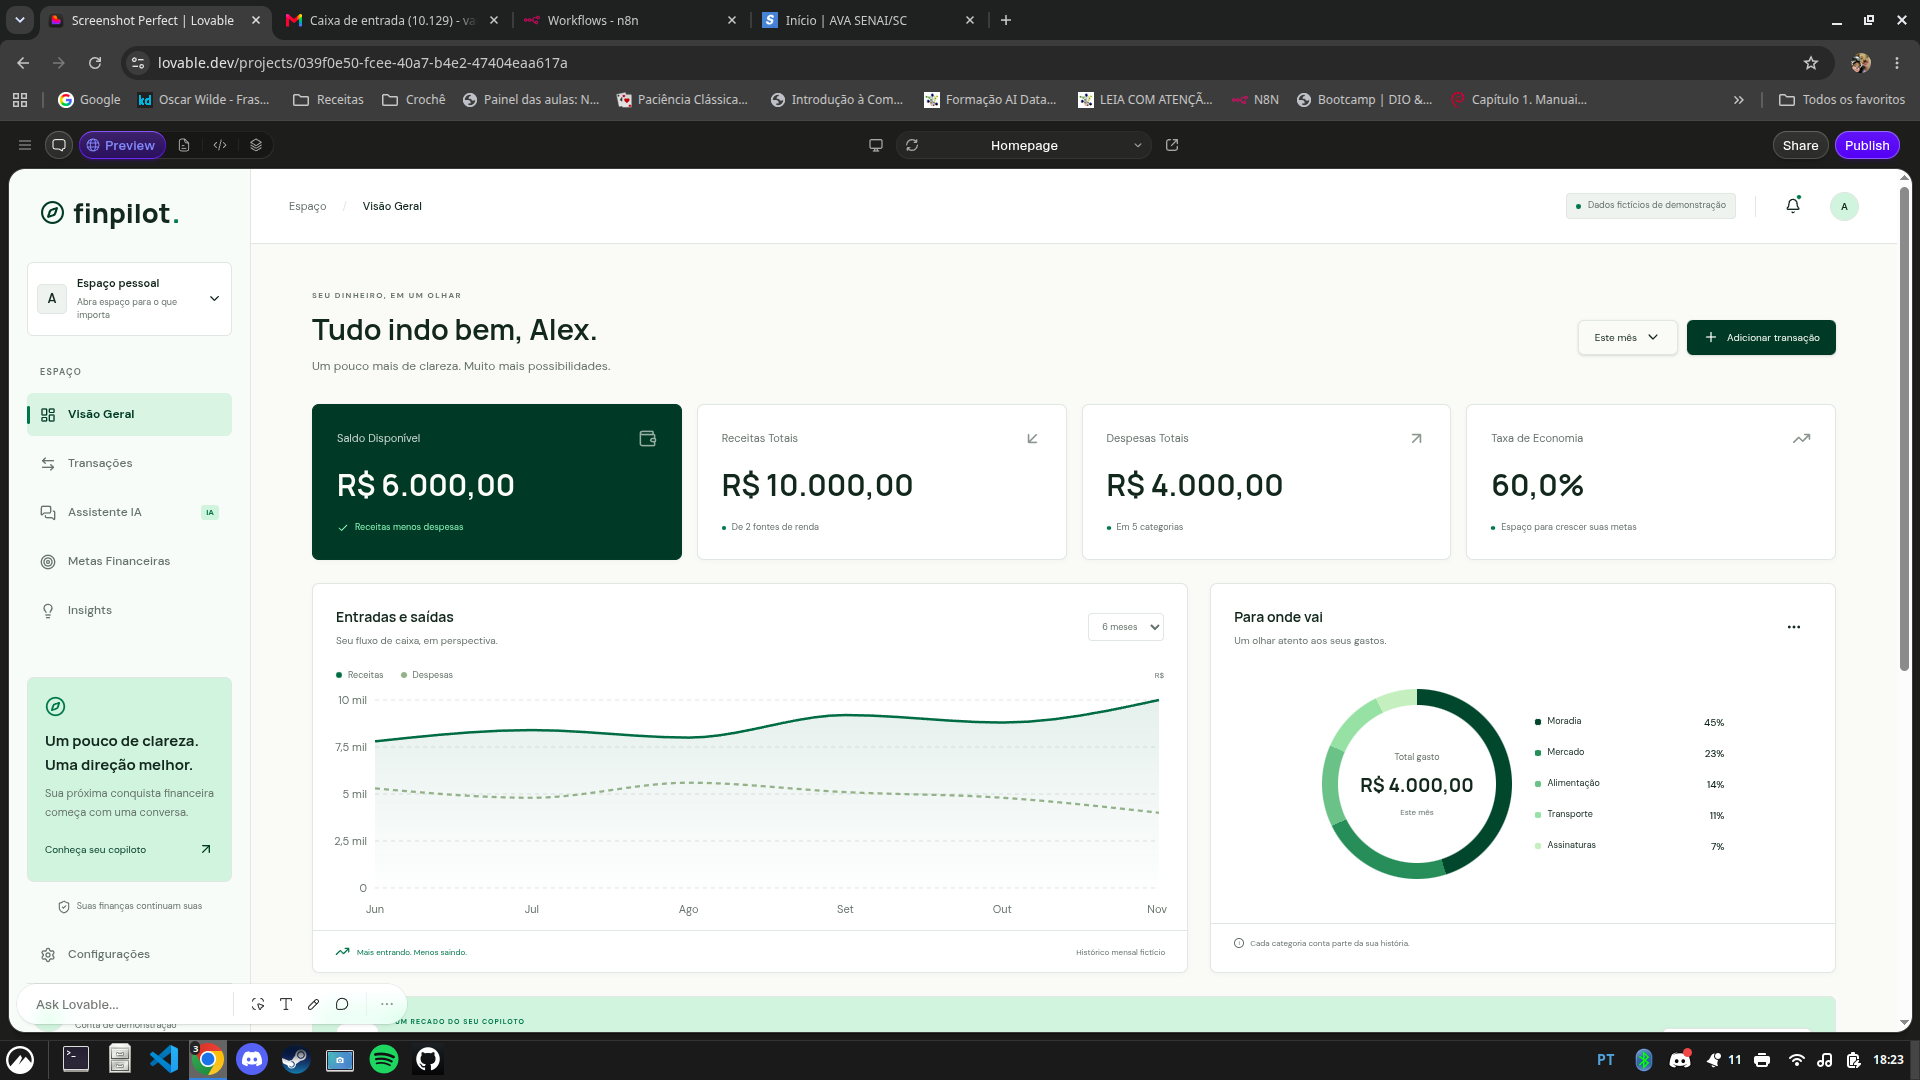 Screenshot Perfect | Lovable
Caixa de entrada (10.129) - va
Workflows - n8n
Início | AVA SENAI/SC
lovable.dev/projects/039f0e50-fcee-40a7-b4e2-47404eaa617a
Google
Oscar Wilde - Fras...
Receitas
Crochê
Painel das aulas: N...
Paciência Clássica...
Introdução à Com...
Formação AI Data...
LEIA COM ATENÇÃ...
N8N
Bootcamp | DIO &...
Capítulo 1. Manuai...
Todos os favoritos
Preview
Homepage
Share
Publish
finpilot.
Espaço / Visão Geral
Dados fictícios de demonstração
A
A
Espaço pessoal
Abra espaço para o que
importa
ESPAÇO
Visão Geral
Transações
Assistente IA
IA
Metas Financeiras
Insights
Um pouco de clareza.
Uma direção melhor.
Sua próxima conquista financeira
começa com uma conversa.
Conheça seu copiloto
Suas finanças continuam suas
Configurações
Conta de demonstração
Ask Lovable...
SEU DINHEIRO, EM UM OLHAR
Tudo indo bem, Alex.
Um pouco mais de clareza. Muito mais possibilidades.
Este mês
Adicionar transação
Saldo Disponível
R$ 6.000,00
Receitas menos despesas
Receitas Totais
R$ 10.000,00
De 2 fontes de renda
Despesas Totais
R$ 4.000,00
Em 5 categorias
Taxa de Economia
60,0%
Espaço para crescer suas metas
Entradas e saídas
Seu fluxo de caixa, em perspectiva.
6 meses
Receitas
Despesas
R$
10 mil
7,5 mil
5 mil
2,5 mil
0
Jun
Jul
Ago
Set
Out
Nov
Mais entrando. Menos saindo.
Histórico mensal fictício
Para onde vai
Um olhar atento aos seus gastos.
Total gasto
R$ 4.000,00
Este mês
Moradia 45%
Mercado 23%
Alimentação 14%
Transporte 11%
Assinaturas 7%
Cada categoria conta parte da sua história.
UM RECADO DO SEU COPILOTO
3
PT
11
18:23